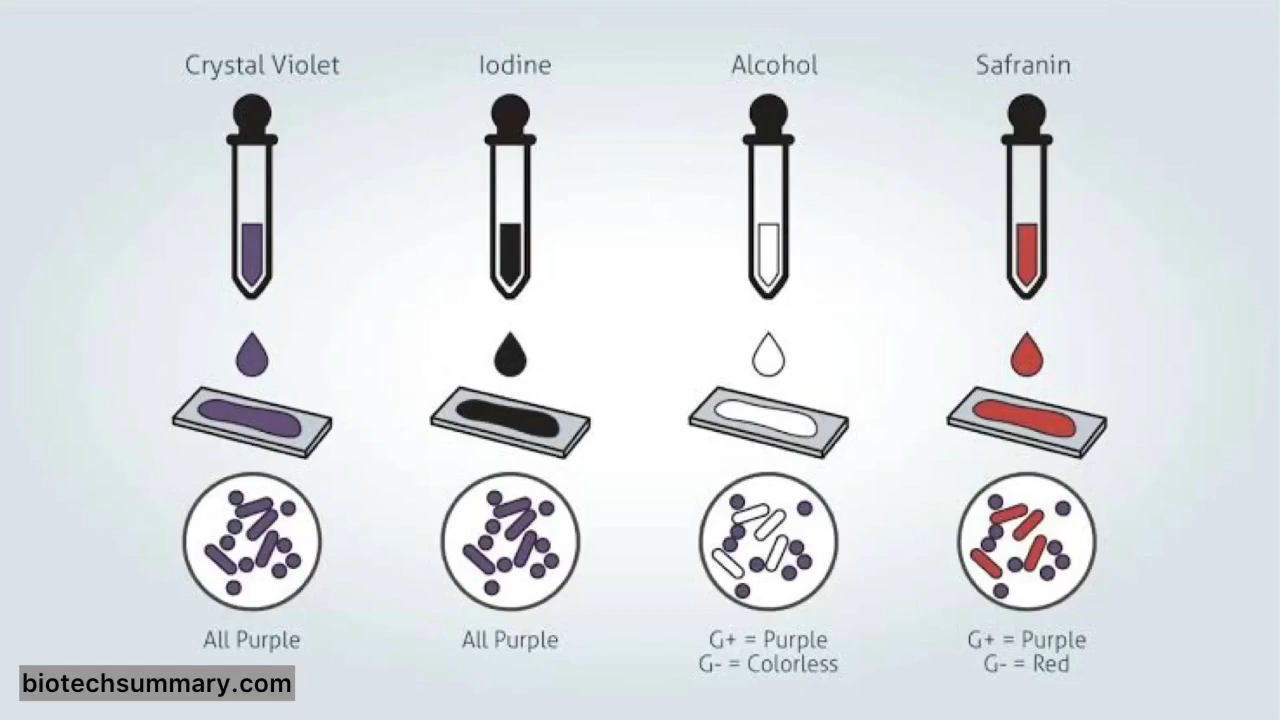 Crystal Violet
Iodine
Alcohol
Safranin
All Purple
All Purple
G+ = Purple
G- = Colorless
G+ = Purple
G- = Red
biotechsummary.com